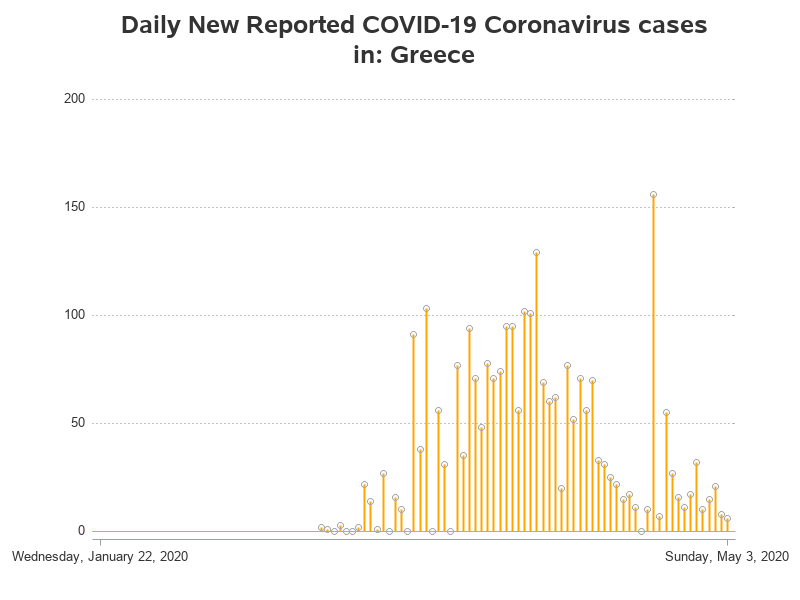 Daily New Reported COVID-19 Coronavirus cases
in: Greece
200
150
100
50
0
Wednesday, January 22, 2020
Sunday, May 3, 2020